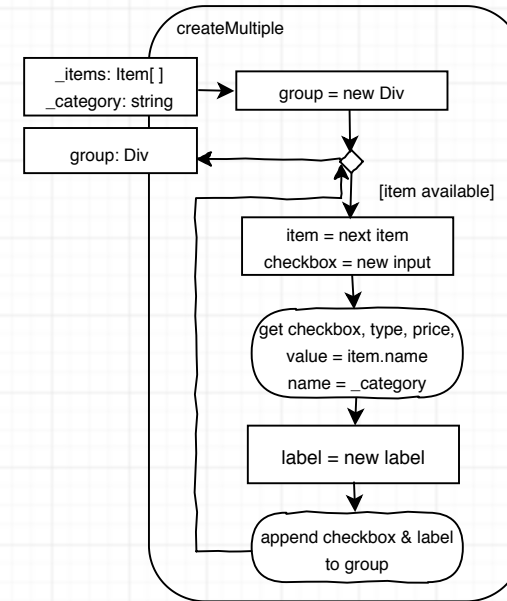 createMultiple
_items: Item[ ]
_category: string
group = new Div
group: Div
[item available]
item = next item
checkbox = new input
get checkbox, type, price,
value = item.name
name = _category
label = new label
append checkbox & label
to group